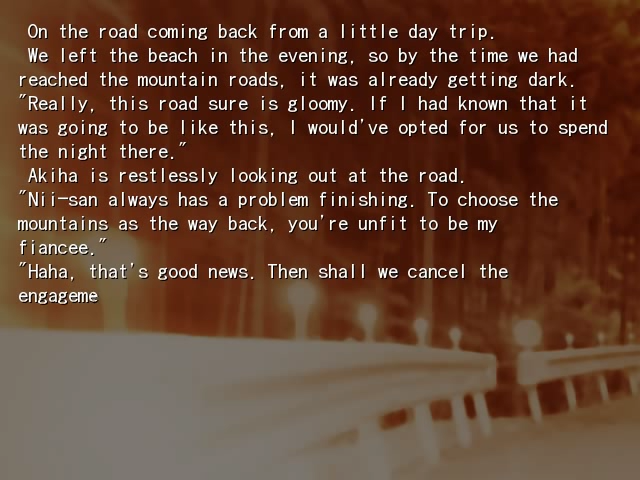 On the road coming back from a little day trip.
We left the beach in the evening, so by the time we had
reached the mountain roads, it was already getting dark.
"Really, this road sure is gloomy. If I had known that it
was going to be like this, I would've opted for us to spend
the night there."
Akiha is restlessly looking out at the road.
"Nii-san always has a problem finishing. To choose the
mountains as the way back, you're unfit to be my
fiancee."
"Haha, that's good news. Then shall we cancel the
engageme